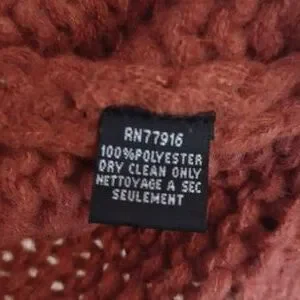 RN77916
100%POLYESTER
DRY CLEAN ONLY
NETTOYAGE A SEC
SEULEMENT